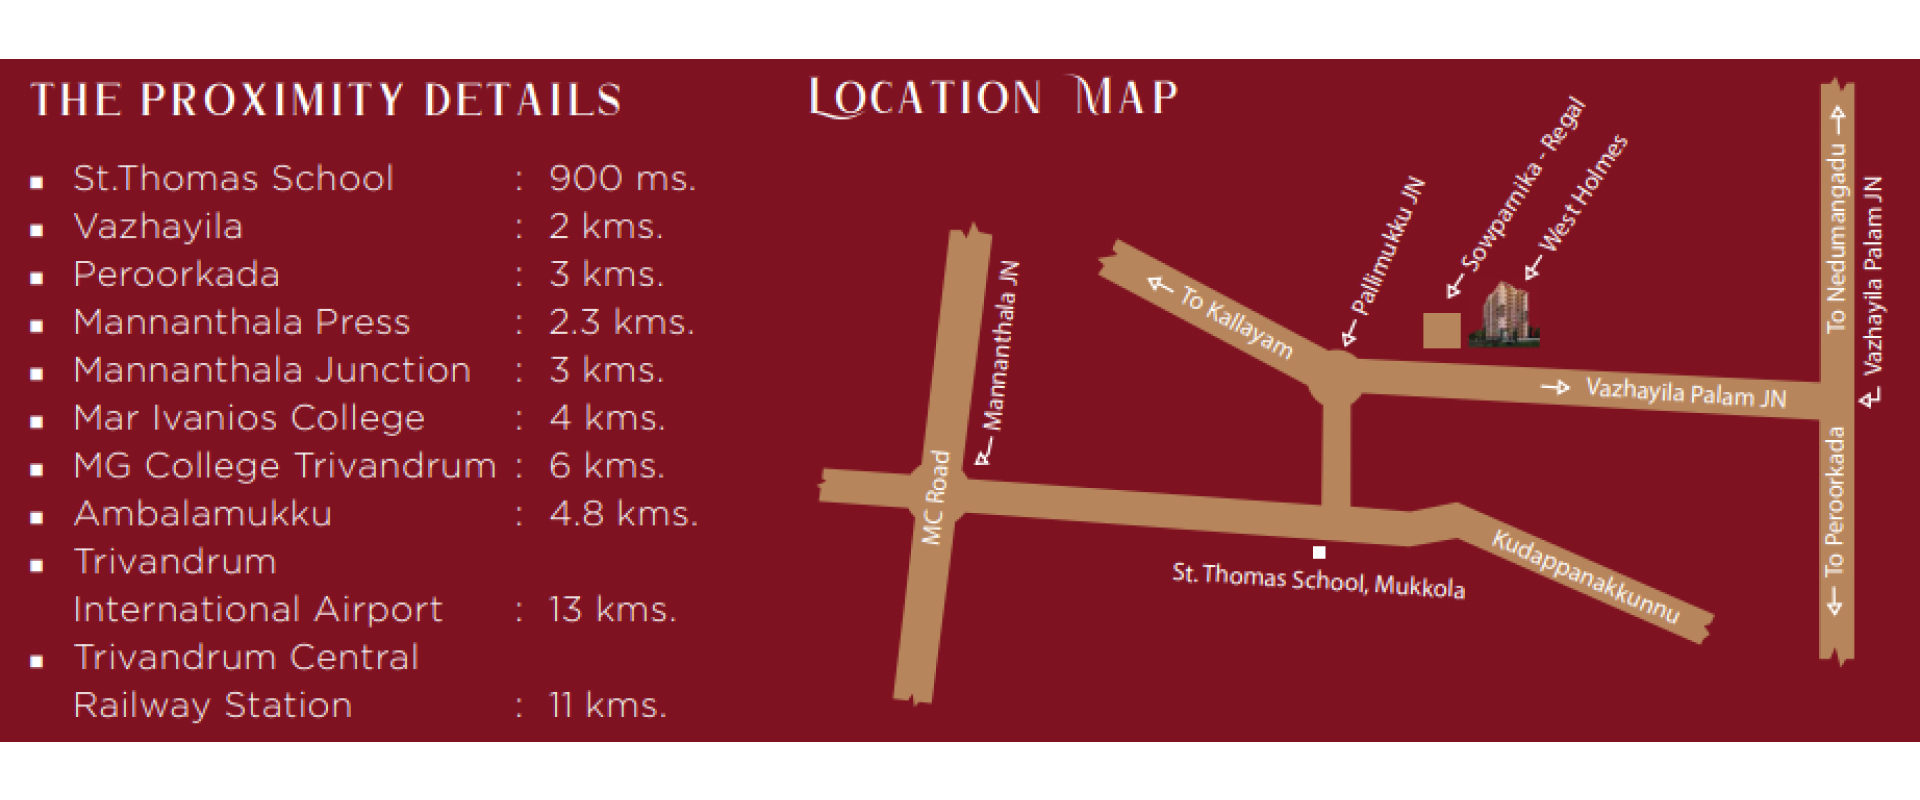 THE PROXIMITY DETAILS
St.Thomas School : 900 ms.
Vazhayila : 2 kms.
Peroorkada : 3 kms.
Mannanthala Press : 2.3 kms.
Mannanthala Junction : 3 kms.
Mar Ivanios College : 4 kms.
MG College Trivandrum : 6 kms.
Ambalamukku : 4.8 kms.
Trivandrum
International Airport : 13 kms.
Trivandrum Central
Railway Station : 11 kms.
LOCATION MAP
MC Road
Mannanthala JN
To Kallayam
Pallimukku JN
Sowparnika - Regal
West Holmes
Vazhayila Palam JN
To Nedumangadu
Vazhayila Palam JN
To Peroorkada
St. Thomas School, Mukkola
Kudappanakkunnu